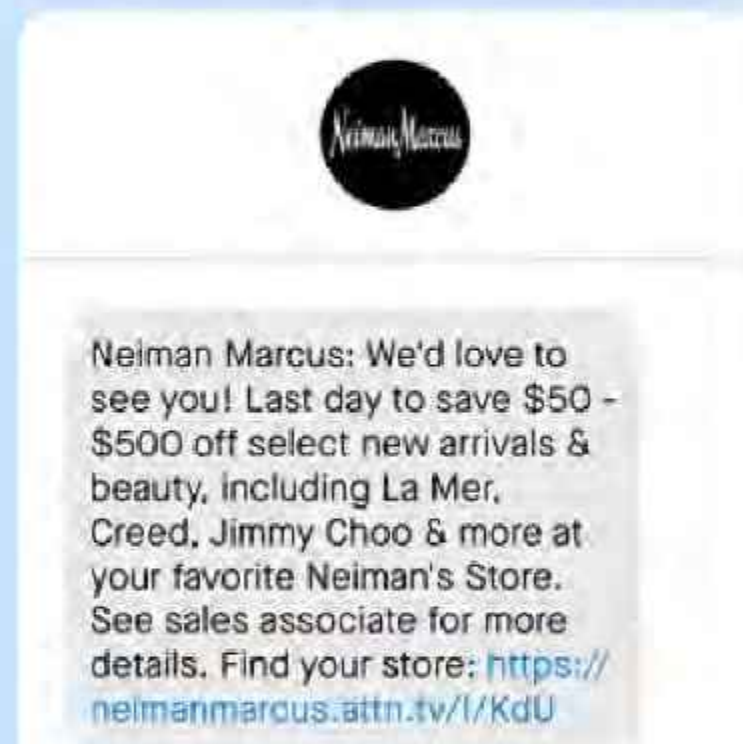 Neiman Marcus
Neiman Marcus: We'd love to
see you! Last day to save $50 -
$500 off select new arrivals &
beauty, including La Mer,
Creed, Jimmy Choo & more at
your favorite Neiman's Store.
See sales associate for more
details. Find your store: https://
neimanmarcus.attn.tv/l/KdU